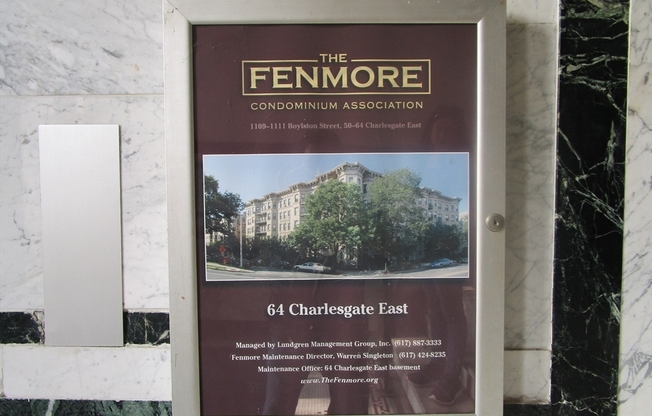 THE
FENMORE
CONDOMINIUM ASSOCIATION
1109-1111 Boylston Street, 50-64 Charlesgate East
64 Charlesgate East
Managed by Lundgren Management Group, Inc. (617) 887-3333
Fenmore Maintenance Director, Warren Singleton (617) 424-8235
Maintenance Office: 64 Charlesgate East basement
www.TheFenmore.org